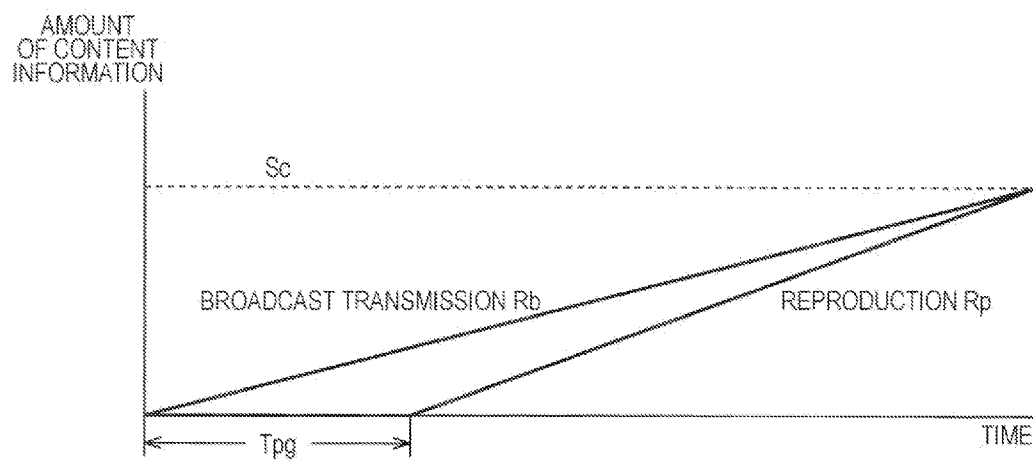 AMOUNT
OF CONTENT
INFORMATION
Sc
BROADCAST TRANSMISSION Rb
REPRODUCTION Rp
TIME
Tpg